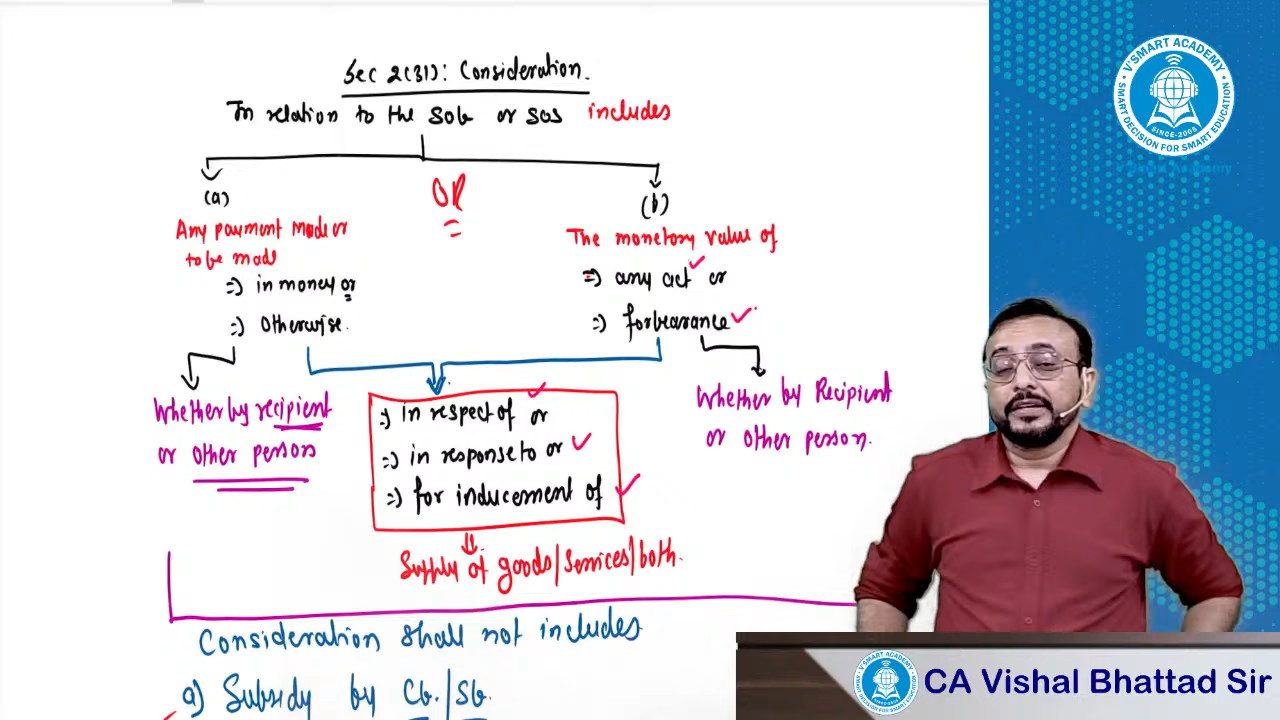 Sec 2(31): Consideration.
In relation to the SOG or SOS includes
(a)
OR
(b)
Any payment made or
to be made
=) in money or
=) Otherwise.
The monetory value of
=) any act or
=) forbearance
Whether by recipient
or other person
=) in respect of or
=) in response to or
=) for inducement of
Whether by Recipient
or other person.
Supply of goods/services/both.
Consideration shall not includes
a) Subsidy by CG./SG.
V'SMART ACADEMY
SINCE-2005
SMART DECISION FOR SMART EDUCATION
V'Smart Academy
CA Vishal Bhattad Sir